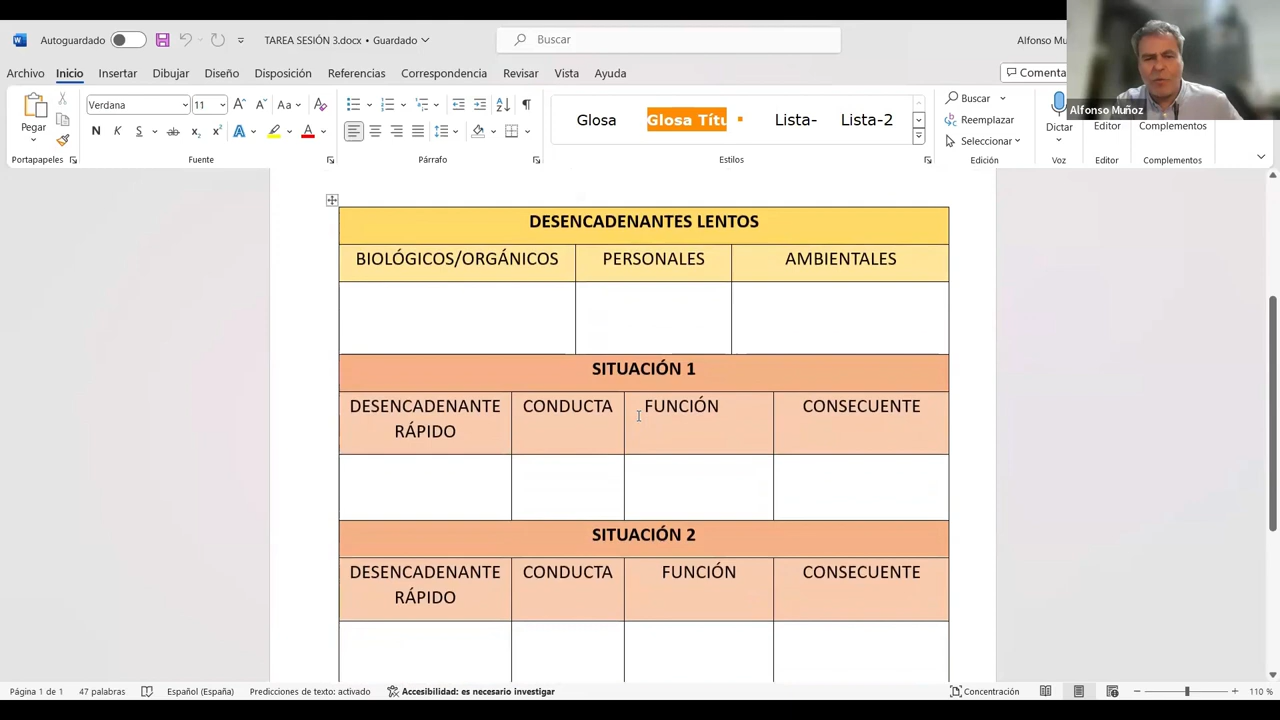 Autoguardado
TAREA SESIÓN 3.docx • Guardado
Buscar
Alfonso Mu
Archivo Inicio Insertar Dibujar Diseño Disposición Referencias Correspondencia Revisar Vista Ayuda
Comenta
Alfonso Muñoz
Pegar
Verdana 11
Aa
N K S ab x₂ x² A A
Glosa Glosa Títu Lista- Lista-2
Buscar
Reemplazar
Seleccionar
Dictar
Editor
Complementos
Portapapeles Fuente Párrafo Estilos Edición Voz Editor Complementos
DESENCADENANTES LENTOS
BIOLÓGICOS/ORGÁNICOS PERSONALES AMBIENTALES
SITUACIÓN 1
DESENCADENANTE RÁPIDO CONDUCTA FUNCIÓN CONSECUENTE
SITUACIÓN 2
DESENCADENANTE RÁPIDO CONDUCTA FUNCIÓN CONSECUENTE
Página 1 de 1 47 palabras Español (España) Predicciones de texto: activado Accesibilidad: es necesario investigar Concentración 110 %